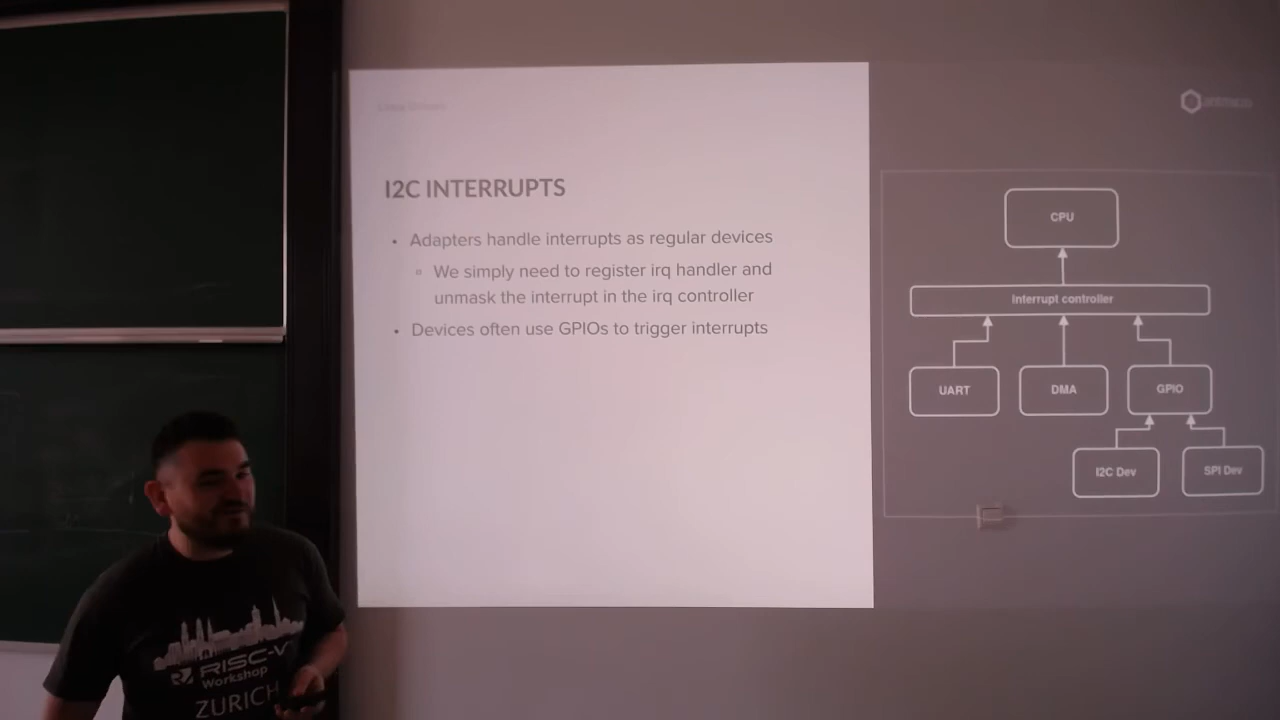 I2C INTERRUPTS
• Adapters handle interrupts as regular devices
We simply need to register irq handler and
unmask the interrupt in the irq controller
• Devices often use GPIOs to trigger interrupts
CPU
Interrupt controller
UART
DMA
GPIO
I2C Dev
SPI Dev
RISC-V
Workshop
ZURICH